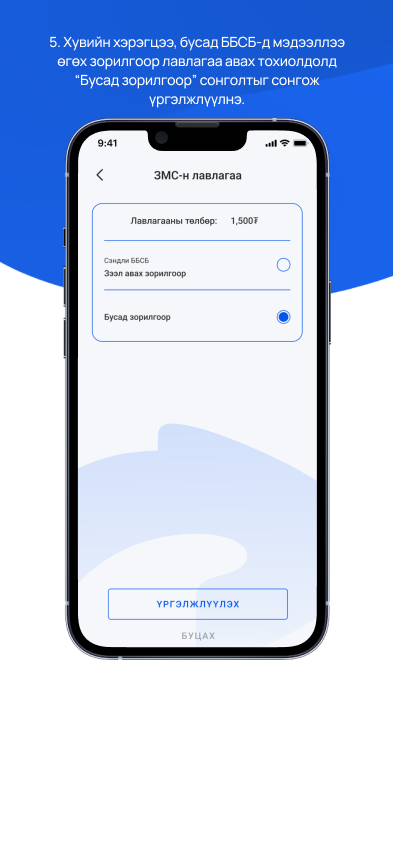 5. Хувийн хэрэгцээ, бусад ББСБ-д мэдээллээ
өгөх зорилгоор лавлагаа авах тохиолдолд
“Бусад зорилгоор” сонголтыг сонгож
үргэлжлүүлнэ.
9:41
ЗМС-н лавлагаа
Лавлагааны төлбөр: 1,500₮
Сэндли ББСБ
Зээл авах зорилгоор
Бусад зорилгоор
ҮРГЭЛЖЛҮҮЛЭХ
БУЦАХ